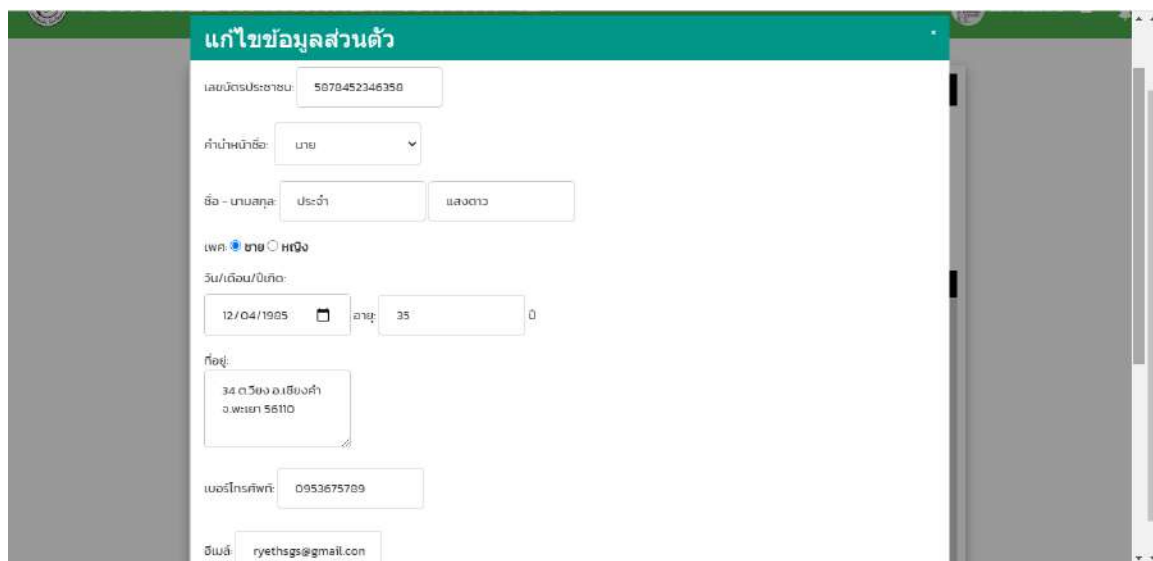 แก้ไขข้อมูลส่วนตัว
เลขบัตรประชาชน: 5878452346358
คำนำหน้าชื่อ: นาย
ชื่อ - นามสกุล: ประจำ แสงดาว
เพศ: ชาย หญิง
วัน/เดือน/ปีเกิด:
12/04/1985 อายุ: 35 ปี
ที่อยู่:
34 ต.เวียง อ.เชียงคำ
จ.พะเยา 56110
เบอร์โทรศัพท์: 0953675789
อีเมล์: ryethsgs@gmail.con